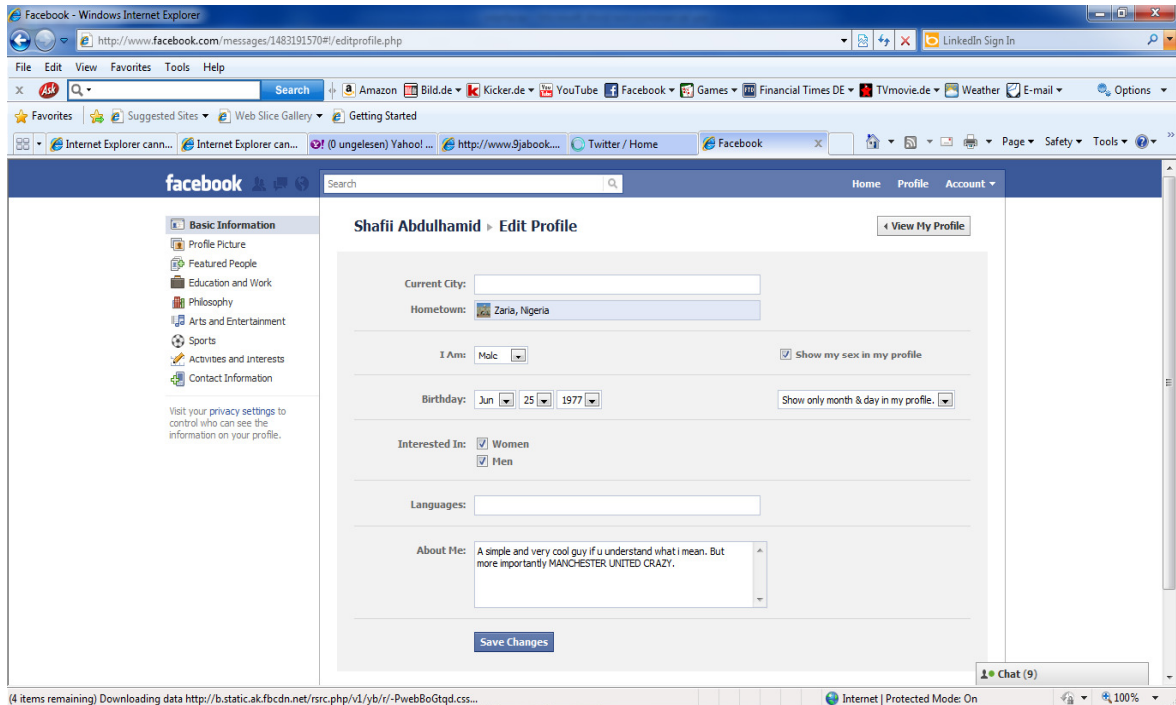 Facebook - Windows Internet Explorer
http://www.facebook.com/messages/1483191570#!/editprofile.php
LinkedIn Sign In
File Edit View Favorites Tools Help
x Ask Search Amazon Bild.de Kicker.de YouTube Facebook Games Financial Times DE TVmovie.de Weather E-mail Options
Favorites Suggested Sites Web Slice Gallery Getting Started
Internet Explorer cann... Internet Explorer can... (0 ungelesen) Yahoo! ... http://www.9jabook.... Twitter / Home Facebook x Page Safety Tools
facebook Search Home Profile Account
Basic Information
Profile Picture
Featured People
Education and Work
Philosophy
Arts and Entertainment
Sports
Activities and Interests
Contact Information
Visit your privacy settings to
control who can see the
information on your profile.
Shafii Abdulhamid Edit Profile
View My Profile
Current City:
Hometown: Zaria, Nigeria
I Am: Male Show my sex in my profile
Birthday: Jun 25 1977 Show only month & day in my profile.
Interested In: Women
Men
Languages:
About Me: A simple and very cool guy if u understand what i mean. But
more importantly MANCHESTER UNITED CRAZY.
Save Changes
Chat (9)
(4 items remaining) Downloading data http://b.static.ak.fbcdn.net/rsrc.php/v1/yb/r/-PwebBoGtqd.css... Internet | Protected Mode: On 100%